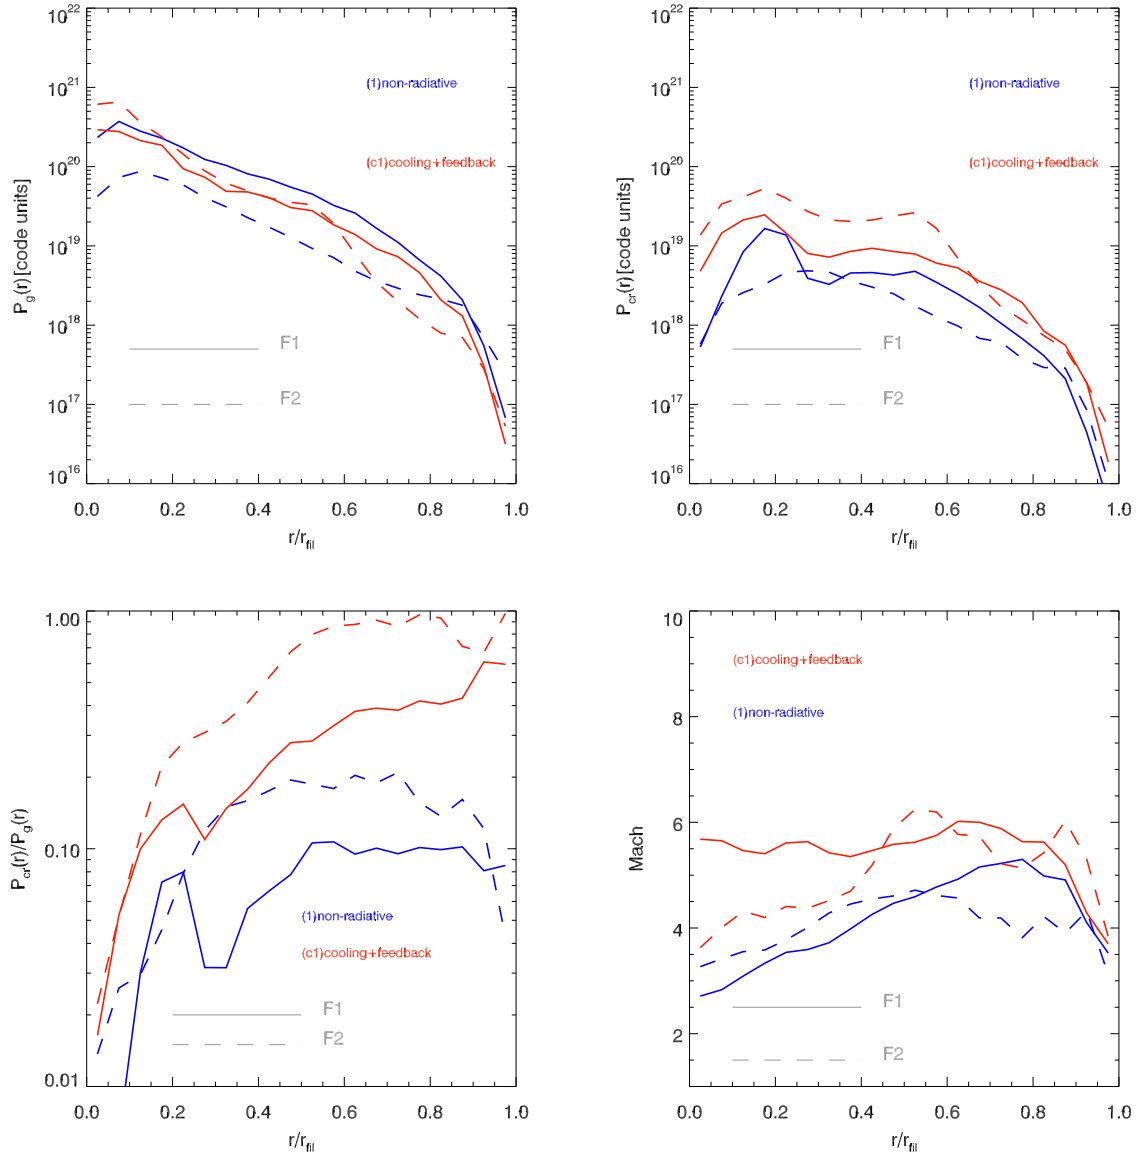 10^22
10^21
10^20
10^19
10^18
10^17
10^16
P_g(r)[code units]
(1)non-radiative
(c1)cooling+feedback
F1
F2
0.0 0.2 0.4 0.6 0.8 1.0
r/r_fil
10^22
10^21
10^20
10^19
10^18
10^17
10^16
P_cr(r)[code units]
(1)non-radiative
(c1)cooling+feedback
F1
F2
0.0 0.2 0.4 0.6 0.8 1.0
r/r_fil
1.00
0.10
0.01
P_cr(r)/P_g(r)
(1)non-radiative
(c1)cooling+feedback
F1
F2
0.0 0.2 0.4 0.6 0.8 1.0
r/r_fil
10
8
6
4
2
Mach
(c1)cooling+feedback
(1)non-radiative
F1
F2
0.0 0.2 0.4 0.6 0.8 1.0
r/r_fil